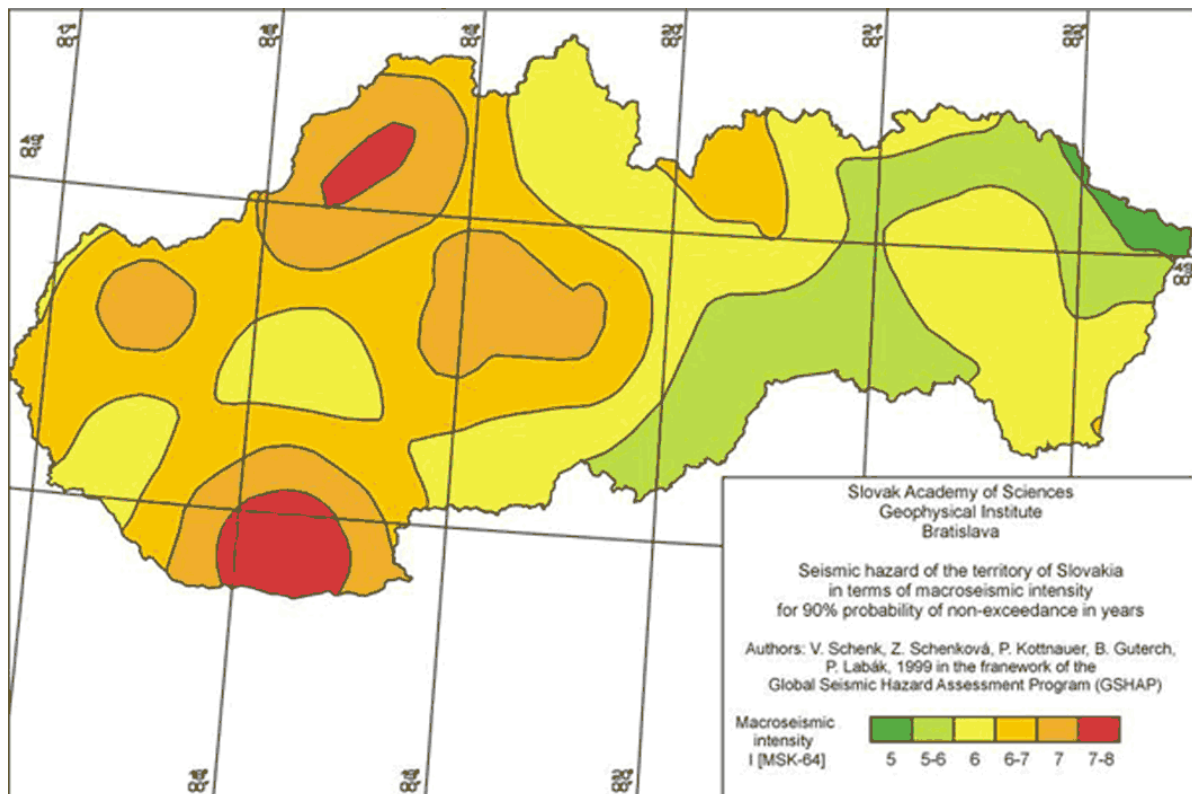 Slovak Academy of Sciences
Geophysical Institute
Bratislava
Seismic hazard of the territory of Slovakia
in terms of macroseismic intensity
for 90% probability of non-exceedance in years
Authors: V. Schenk, Z. Schenková, P. Kottnauer, B. Guterch,
P. Labák, 1999 in the franework of the
Global Seismic Hazard Assessment Program (GSHAP)
Macroseismic
intensity
I [MSK-64]
5 5-6 6 6-7 7 7-8